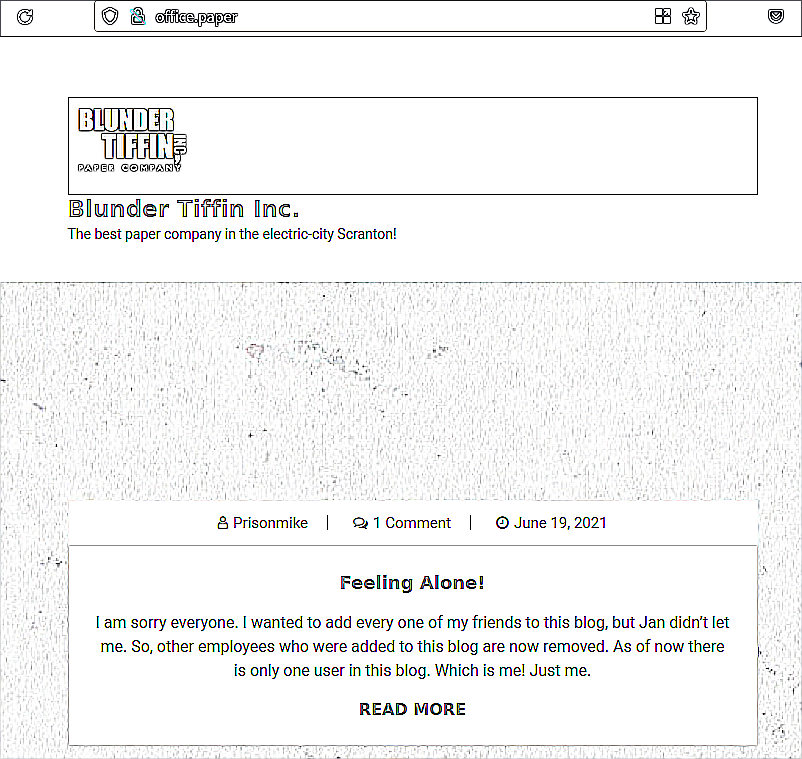 office.paper
BLUNDER
TIFFIN INC.
PAPER COMPANY
Blunder Tiffin Inc.
The best paper company in the electric-city Scranton!
Prisonmike | 1 Comment | June 19, 2021
Feeling Alone!
I am sorry everyone. I wanted to add every one of my friends to this blog, but Jan didn’t let
me. So, other employees who were added to this blog are now removed. As of now there
is only one user in this blog. Which is me! Just me.
READ MORE